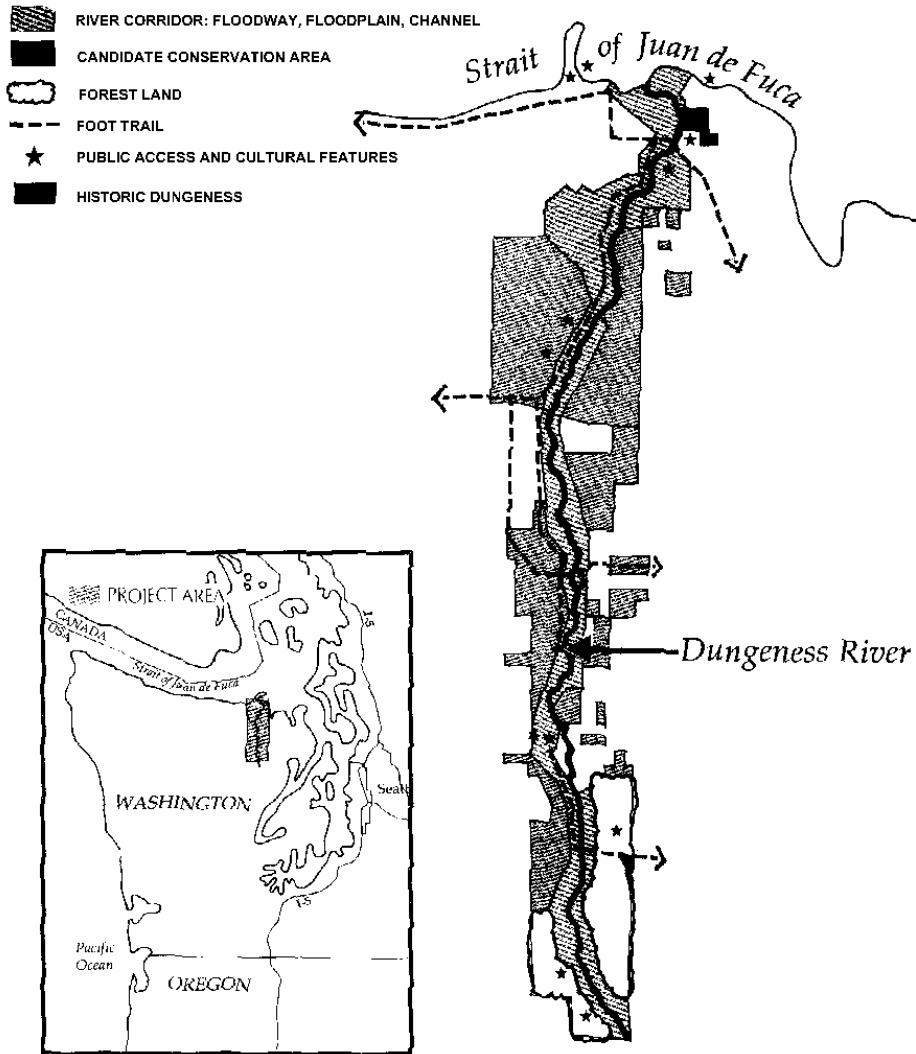 RIVER CORRIDOR: FLOODWAY, FLOODPLAIN, CHANNEL
CANDIDATE CONSERVATION AREA
FOREST LAND
FOOT TRAIL
PUBLIC ACCESS AND CULTURAL FEATURES
HISTORIC DUNGENESS
Strait of Juan de Fuca
Dungeness River
PROJECT AREA
I-5
CANADA
USA
Strait of Juan de Fuca
WASHINGTON
Seatt
I-5
Pacific
Ocean
OREGON